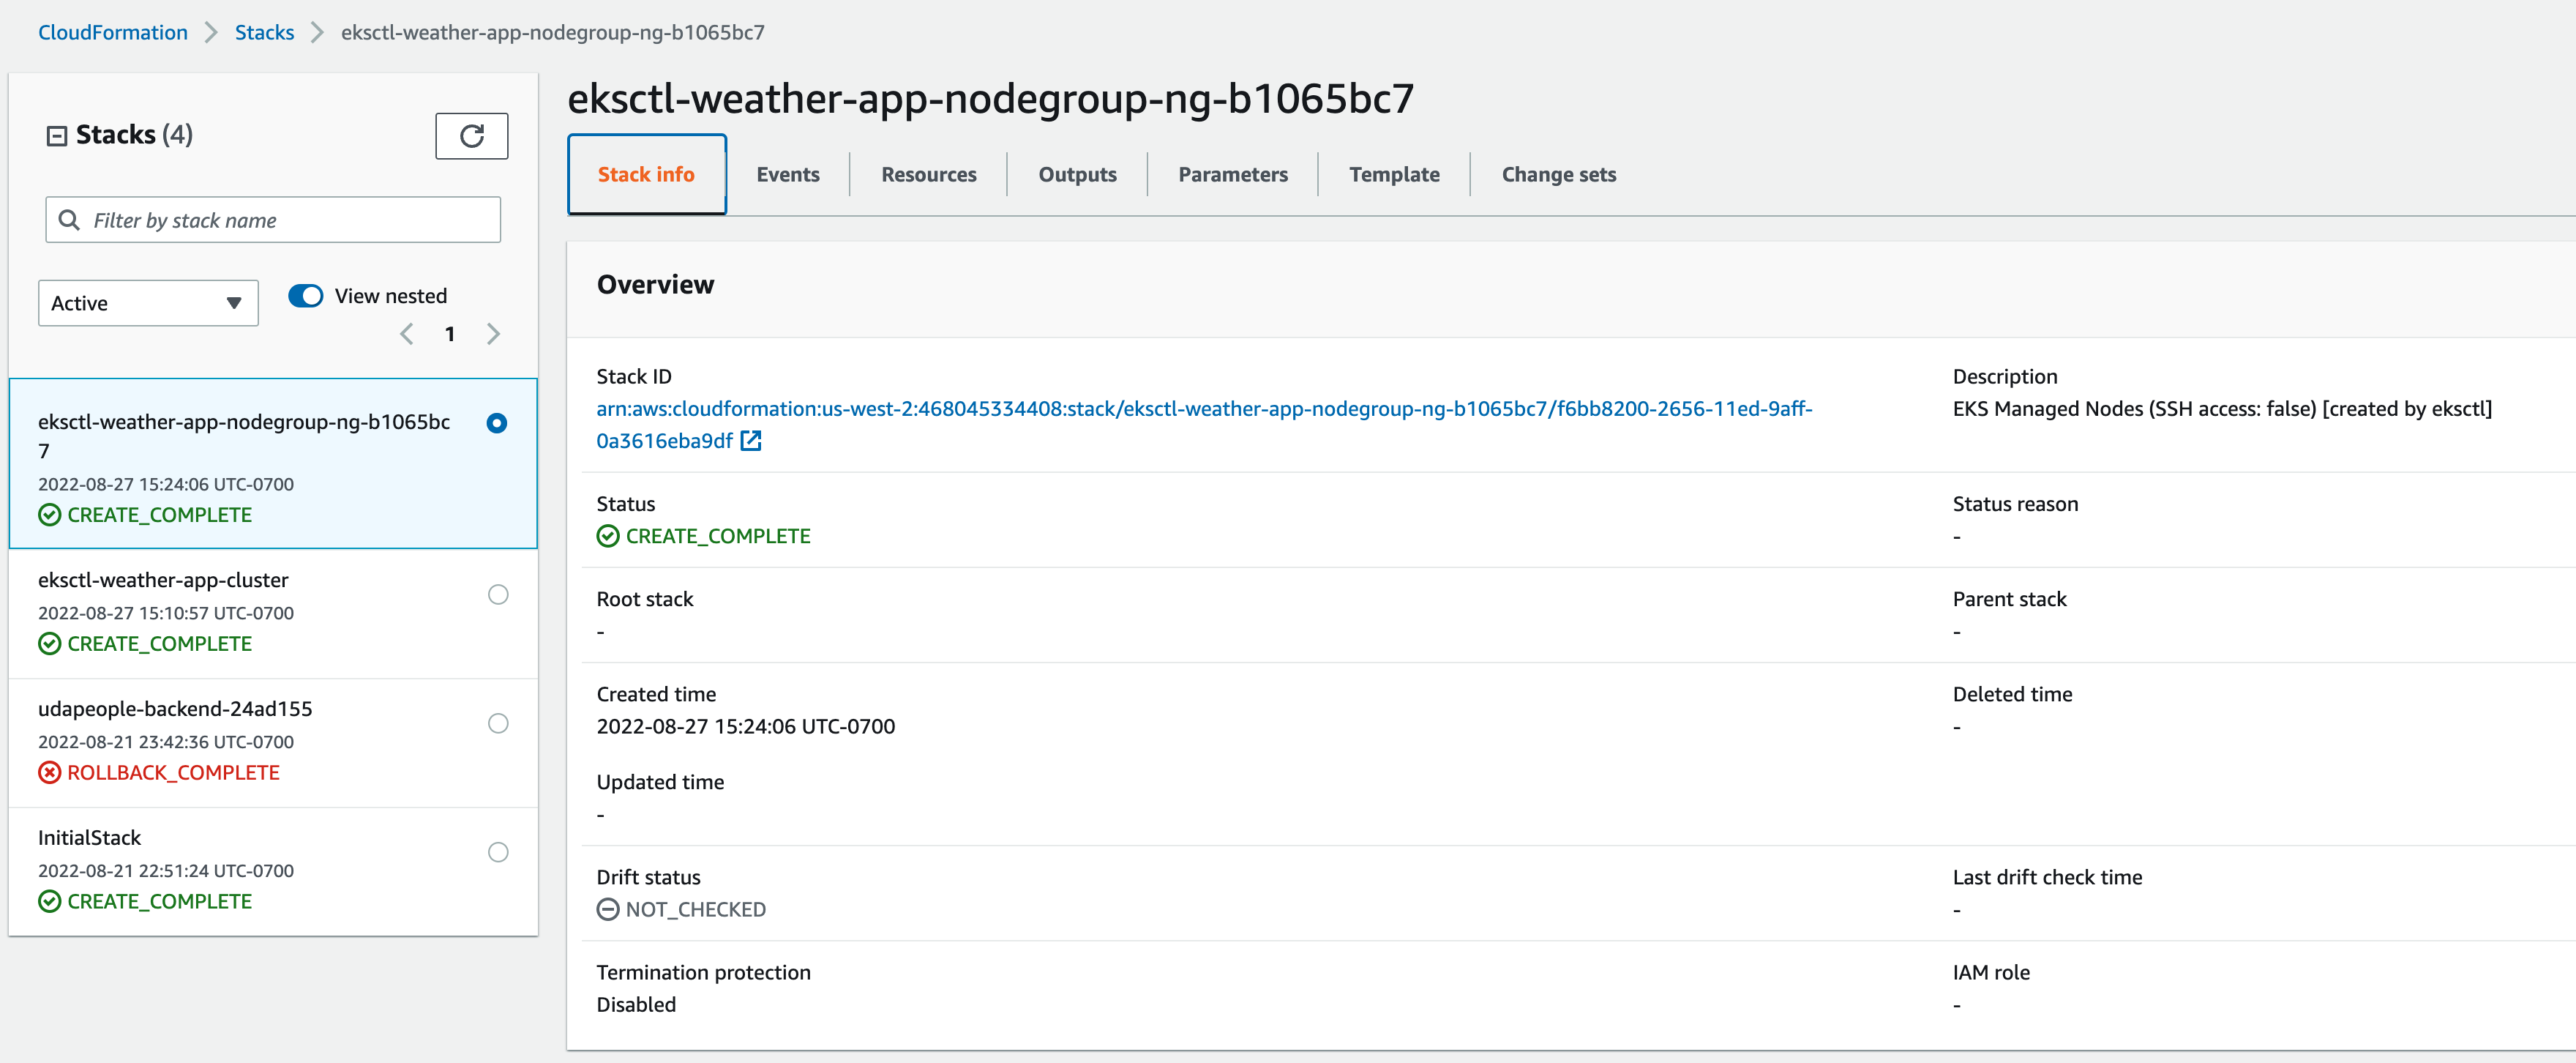 CloudFormation > Stacks > eksctl-weather-app-nodegroup-ng-b1065bc7
Stacks (4)
Filter by stack name
Active
View nested
1
eksctl-weather-app-nodegroup-ng-b1065bc
7
2022-08-27 15:24:06 UTC-0700
CREATE_COMPLETE
eksctl-weather-app-cluster
2022-08-27 15:10:57 UTC-0700
CREATE_COMPLETE
udapeople-backend-24ad155
2022-08-21 23:42:36 UTC-0700
ROLLBACK_COMPLETE
InitialStack
2022-08-21 22:51:24 UTC-0700
CREATE_COMPLETE
eksctl-weather-app-nodegroup-ng-b1065bc7
Stack info Events Resources Outputs Parameters Template Change sets
Overview
Stack ID
arn:aws:cloudformation:us-west-2:468045334408:stack/eksctl-weather-app-nodegroup-ng-b1065bc7/f6bb8200-2656-11ed-9aff-
0a3616eba9df
Description
EKS Managed Nodes (SSH access: false) [created by eksctl]
Status
CREATE_COMPLETE
Status reason
-
Root stack
-
Parent stack
-
Created time
2022-08-27 15:24:06 UTC-0700
Deleted time
-
Updated time
-
Drift status
NOT_CHECKED
Last drift check time
-
Termination protection
Disabled
IAM role
-